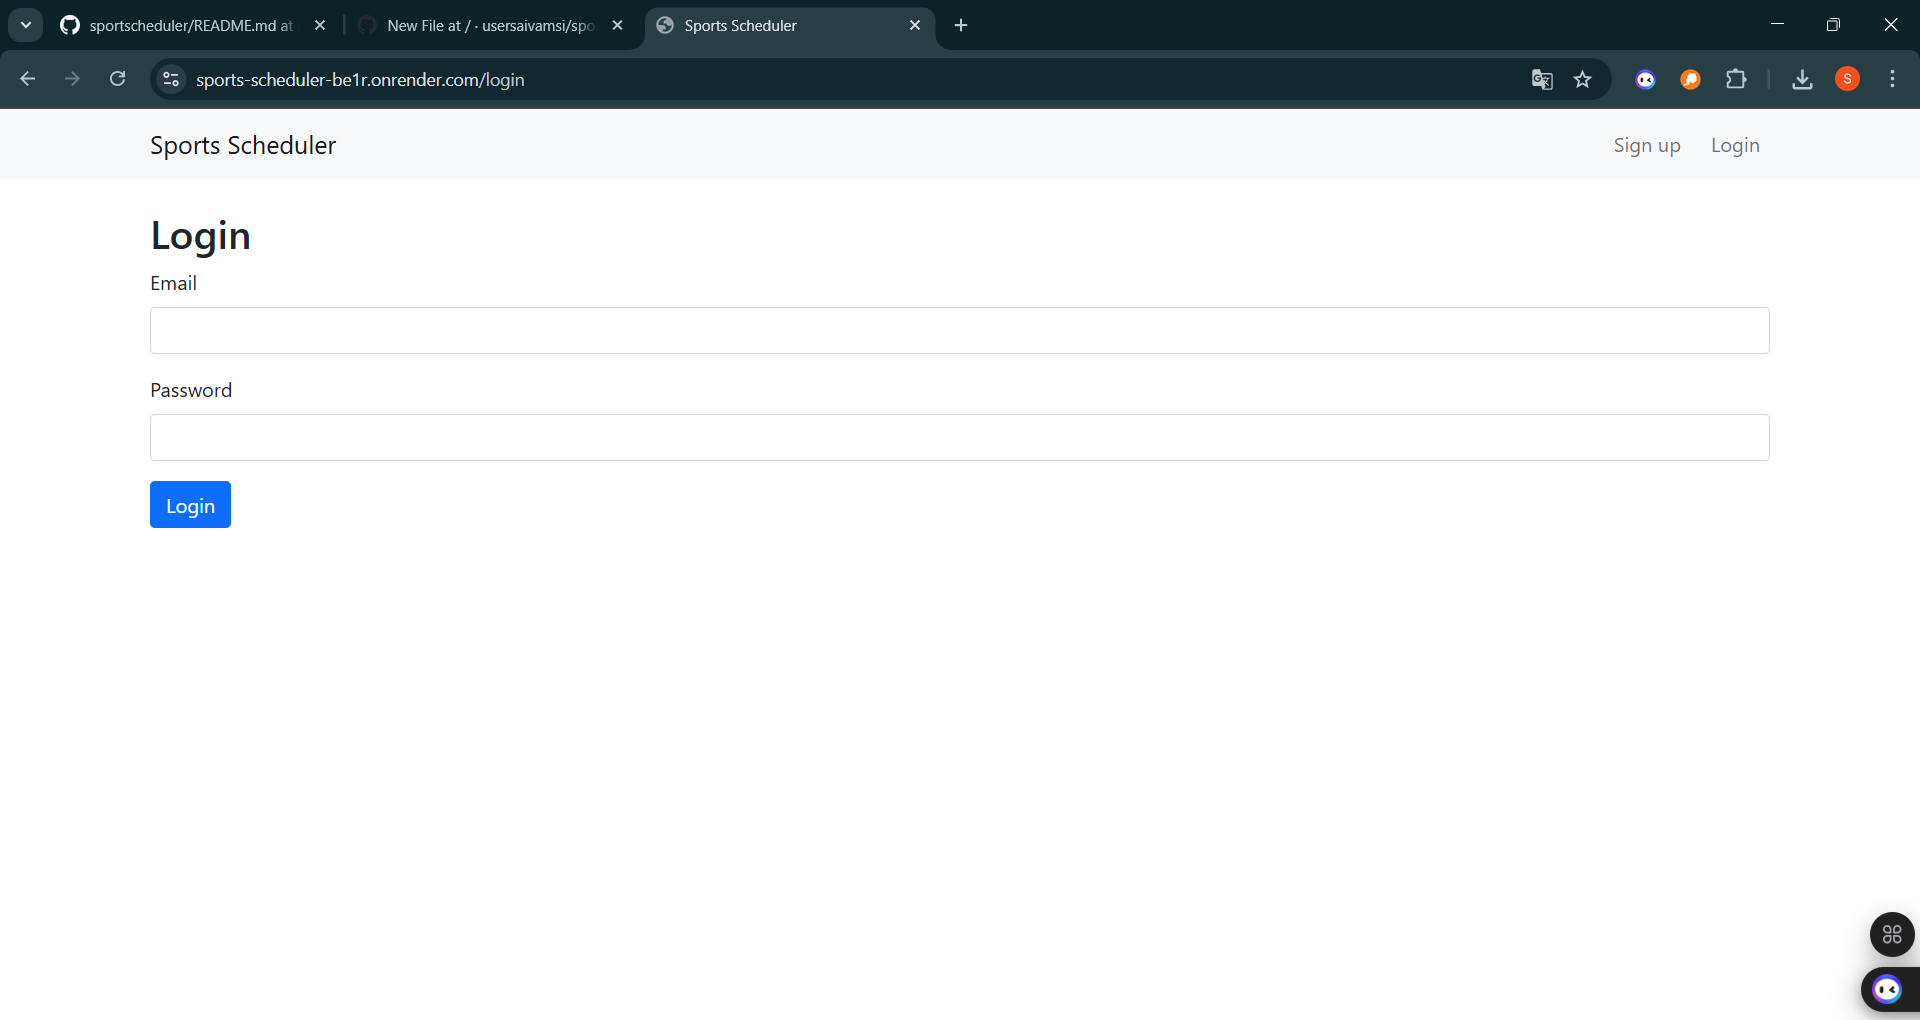 sportscheduler/README.md at
New File at / · usersaivamsi/spo
Sports Scheduler
sports-scheduler-be1r.onrender.com/login
S
Sports Scheduler
Sign up
Login
Login
Email
Password
Login